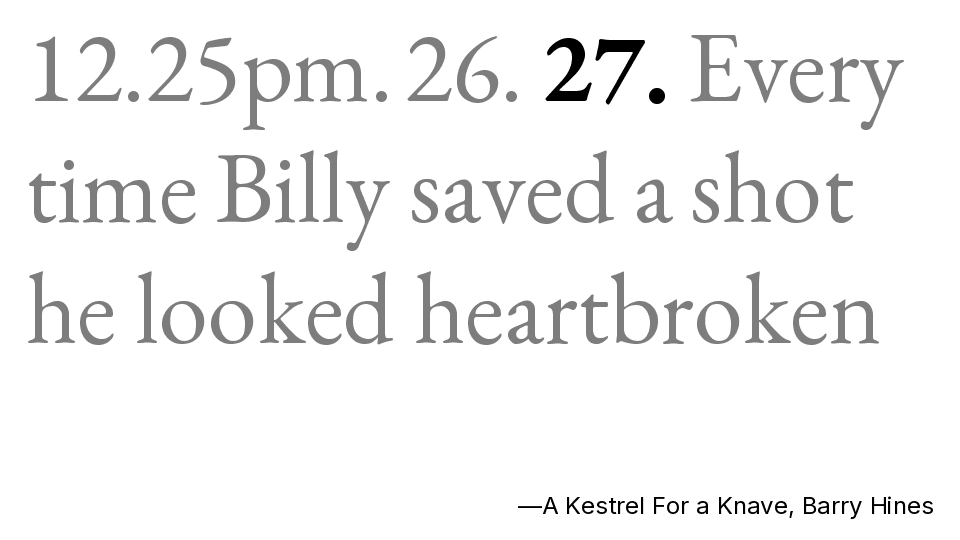 12.25pm. 26. 27. Every
time Billy saved a shot
he looked heartbroken
—A Kestrel For a Knave, Barry Hines